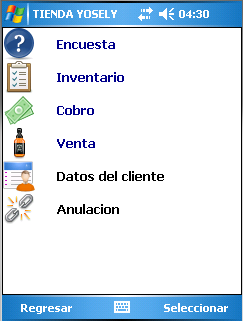 TIENDA YOSELY 04:30
Encuesta
Inventario
Cobro
Venta
Datos del cliente
Anulacion
Regresar Seleccionar